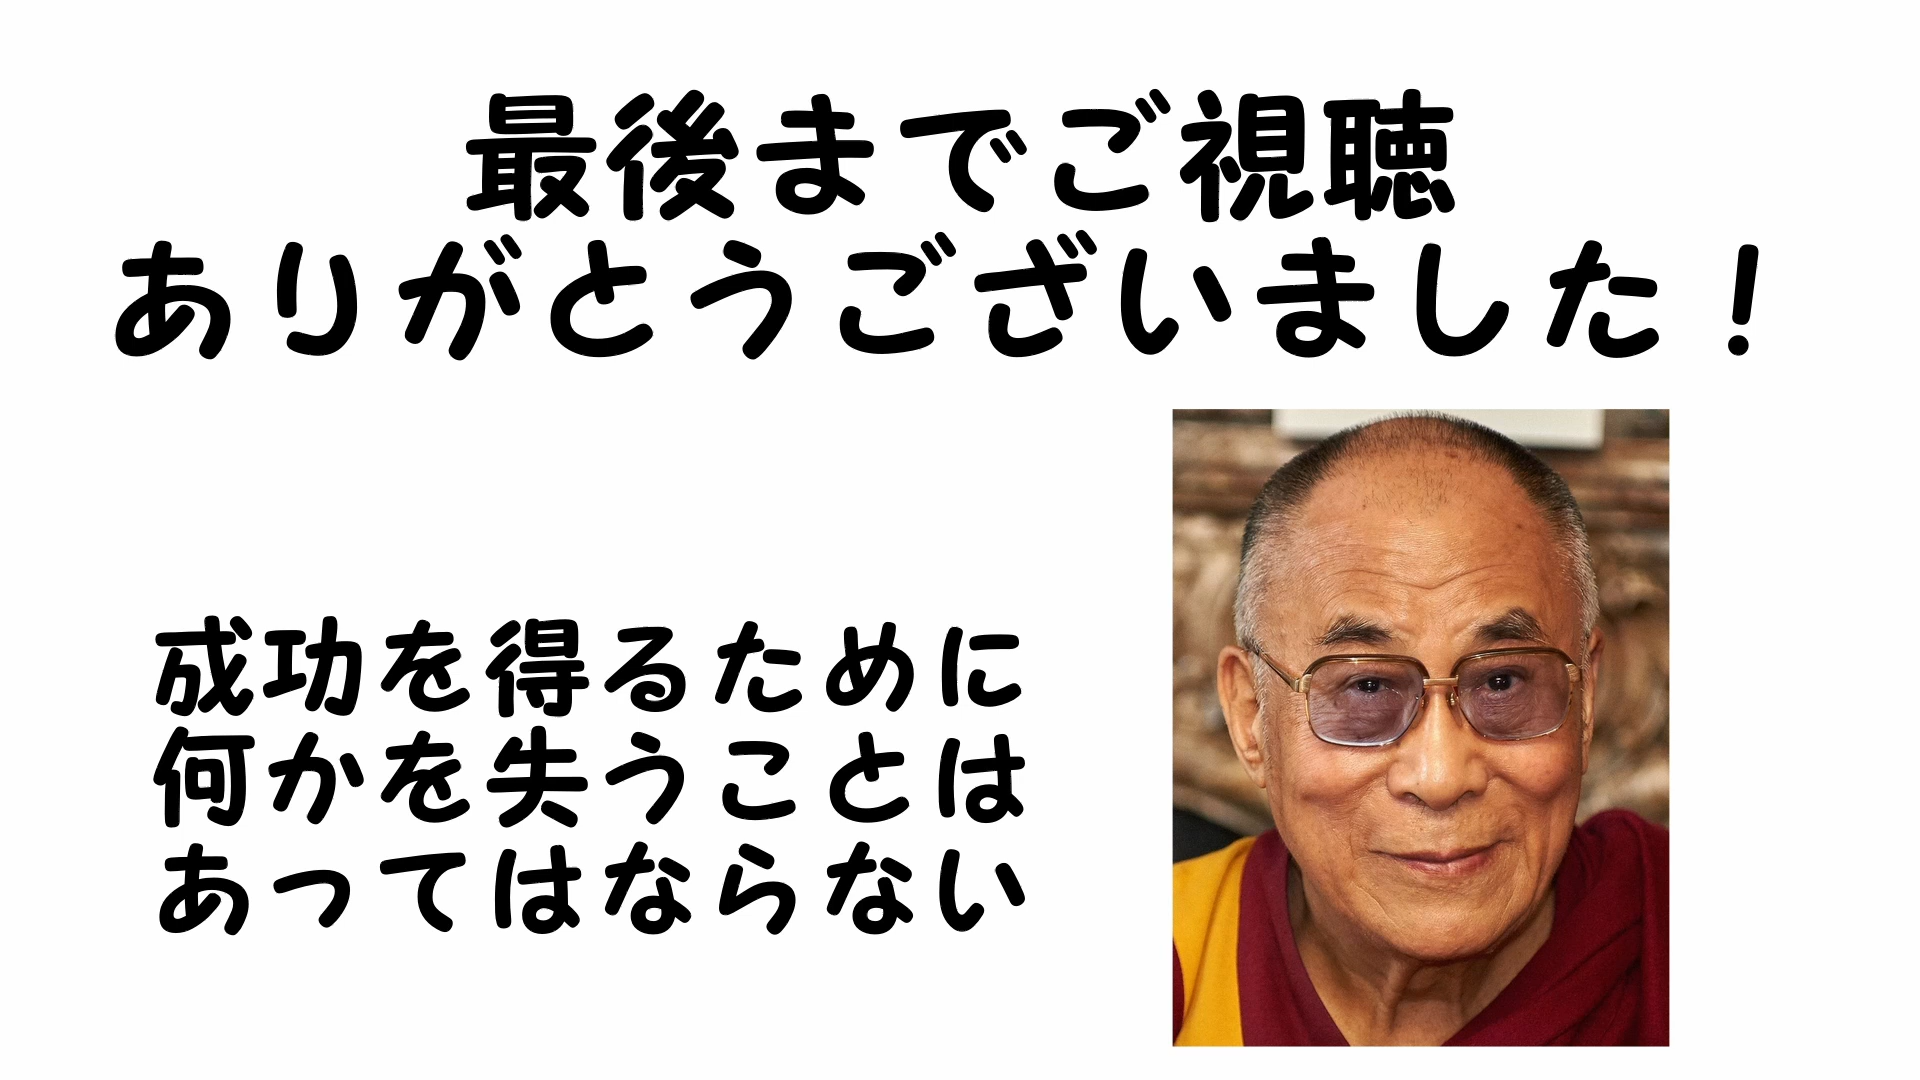 最後までご視聴
ありがとうございました！
成功を得るために
何かを失うことは
あってはならない